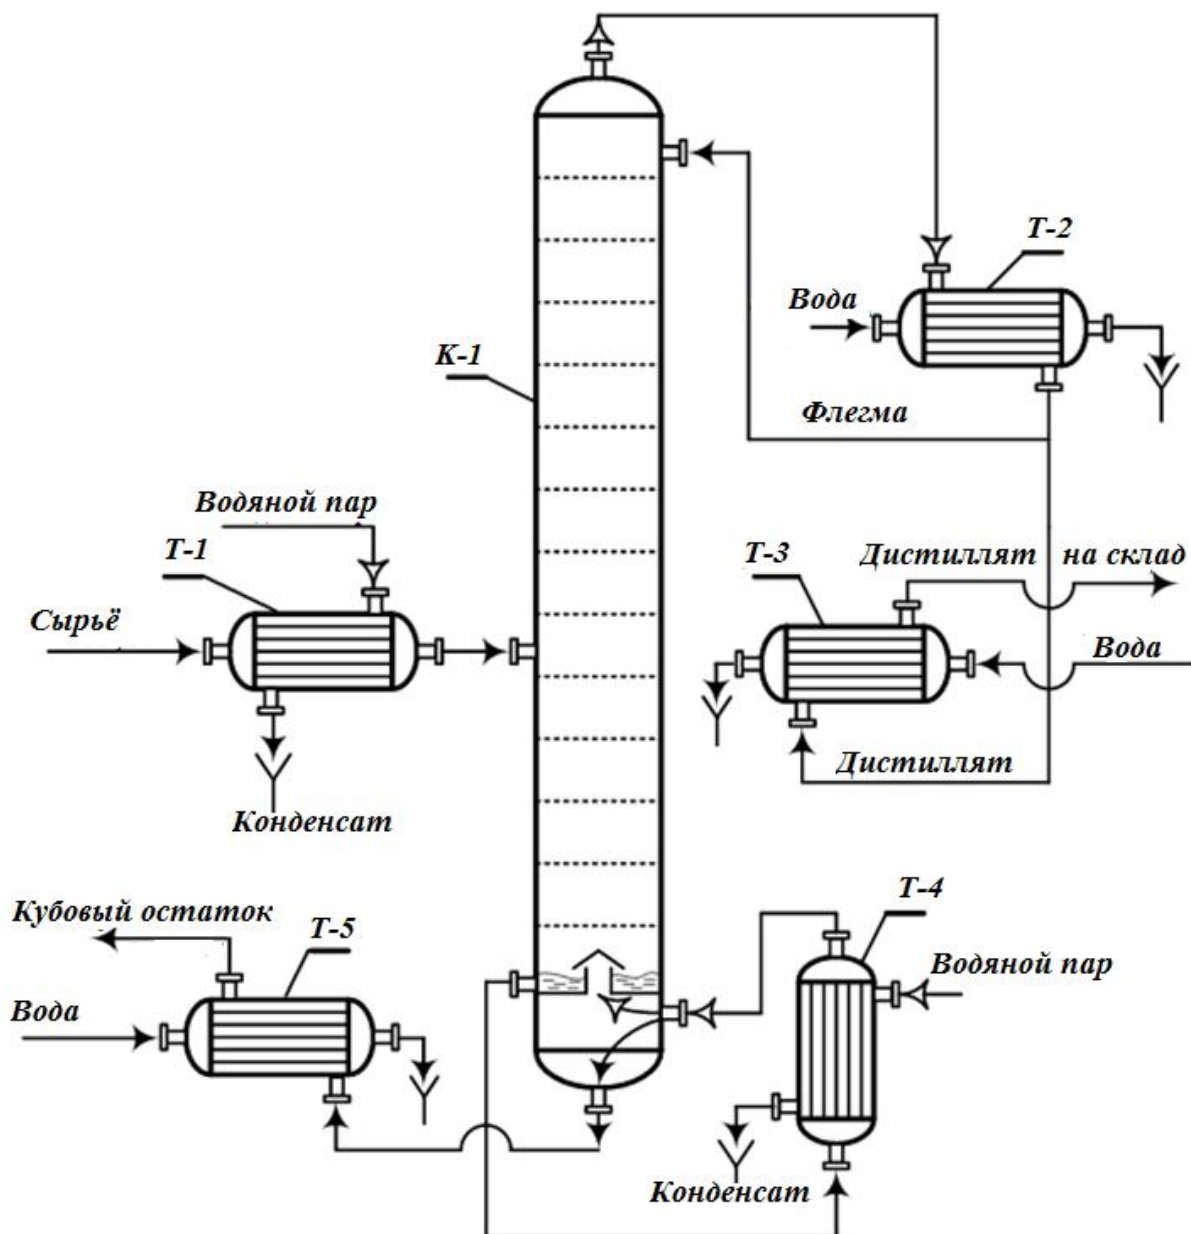 Т-2
Вода
К-1
Флегма
Водяной пар
Т-1
Т-3
Дистиллят на склад
Сырьё
Вода
Дистиллят
Конденсат
Т-4
Кубовый остаток
Т-5
Водяной пар
Вода
Конденсат